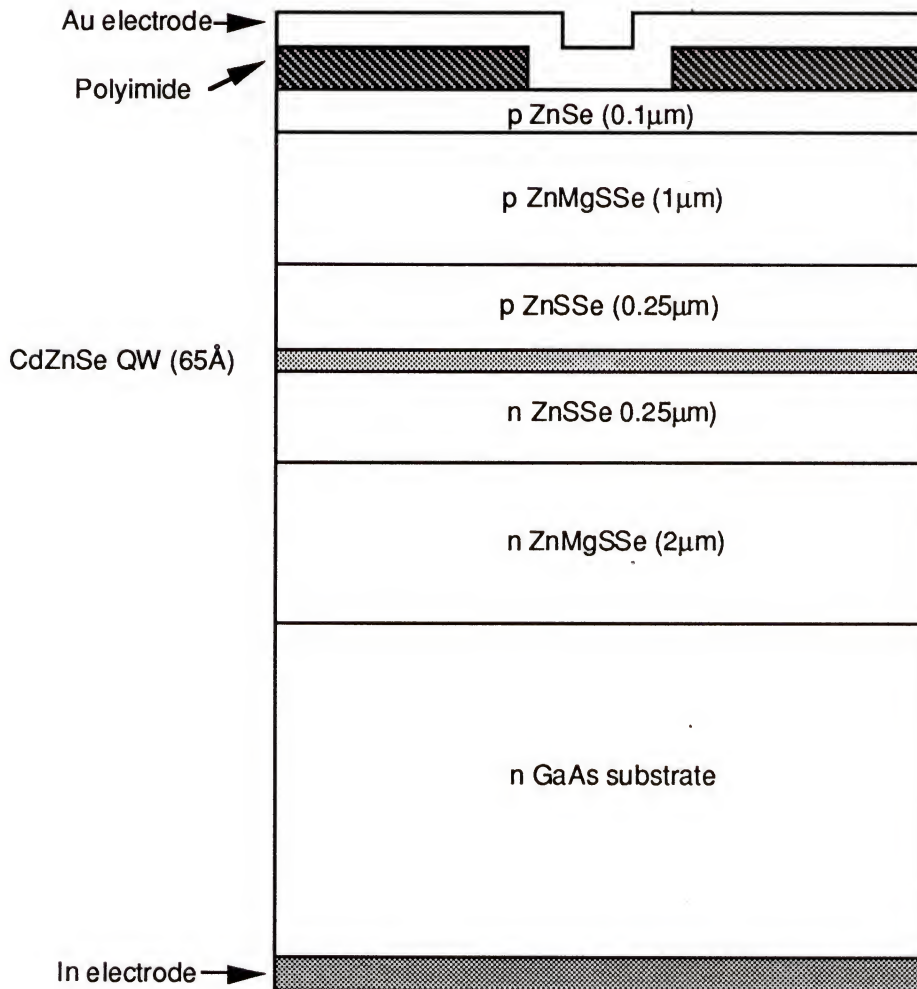 Au electrode
Polyimide
p ZnSe (0.1μm)
p ZnMgSSe (1μm)
p ZnSSe (0.25μm)
CdZnSe QW (65Å)
n ZnSSe 0.25μm)
n ZnMgSSe (2μm)
n GaAs substrate
In electrode